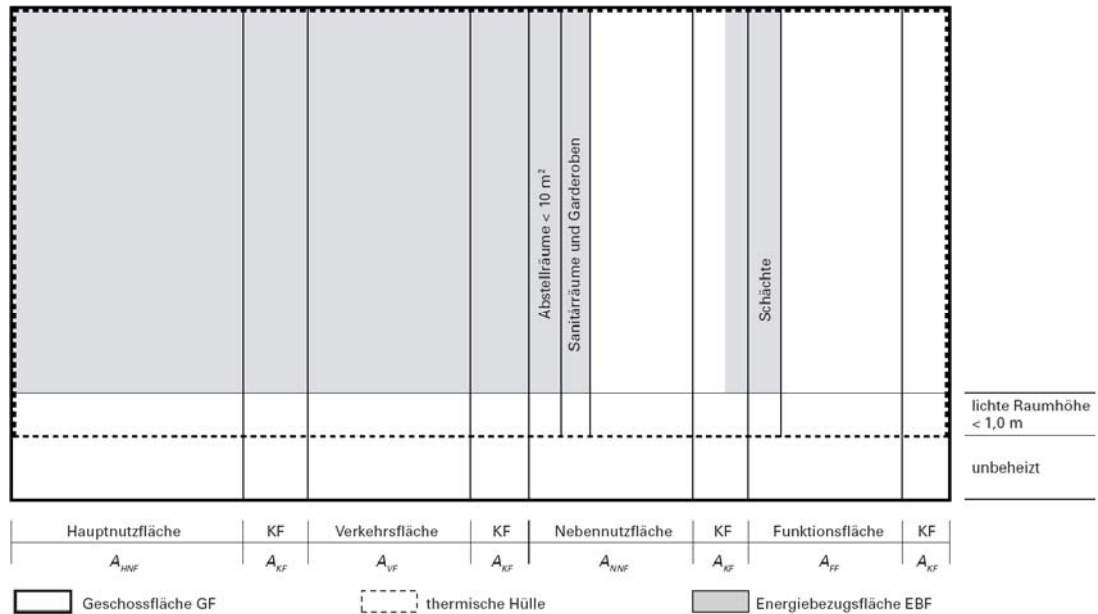 Abstellräume < 10 m²
Sanitärräume und Garderoben
Schächte
lichte Raumhöhe
< 1,0 m
unbeheizt
Hauptnutzfläche KF Verkehrsfläche KF Nebennutzfläche KF Funktionsfläche KF
A_HNF A_KF A_VF A_KF A_NNF A_KF A_FF A_KF
Geschossfläche GF thermische Hülle Energiebezugsfläche EBF